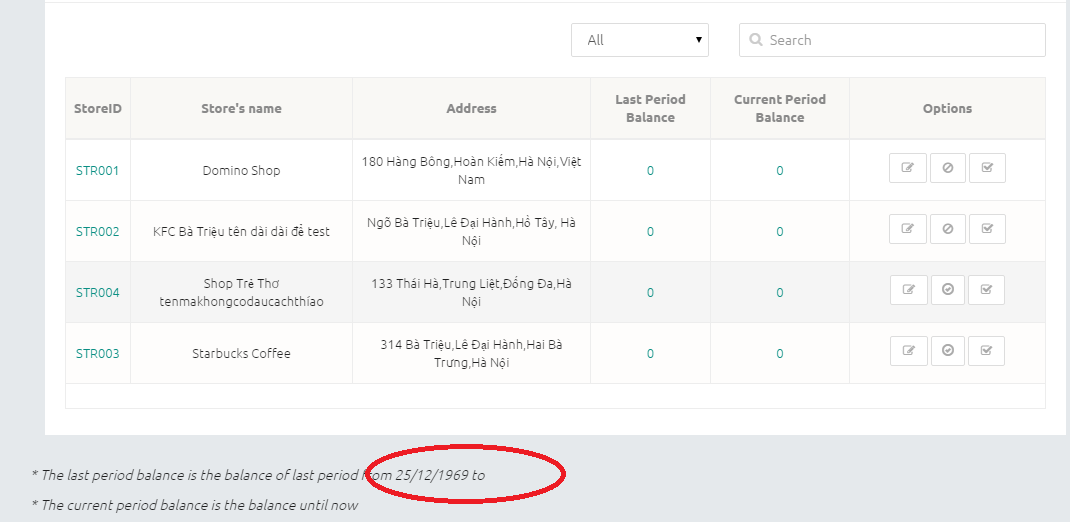 All
Search
StoreID Store's name Address Last Period Balance Current Period Balance Options
STR001 Domino Shop 180 Hàng Bông,Hoàn Kiếm,Hà Nội,Việt Nam 0 0
STR002 KFC Bà Triệu tên dài dài để test Ngõ Bà Triệu,Lê Đại Hành,Hồ Tây, Hà Nội 0 0
STR004 Shop Trẻ Thơ tenmakhongcodaucachthíao 133 Thái Hà,Trung Liệt,Đống Đa,Hà Nội 0 0
STR003 Starbucks Coffee 314 Bà Triệu,Lê Đại Hành,Hai Bà Trưng,Hà Nội 0 0
* The last period balance is the balance of last period from 25/12/1969 to
* The current period balance is the balance until now